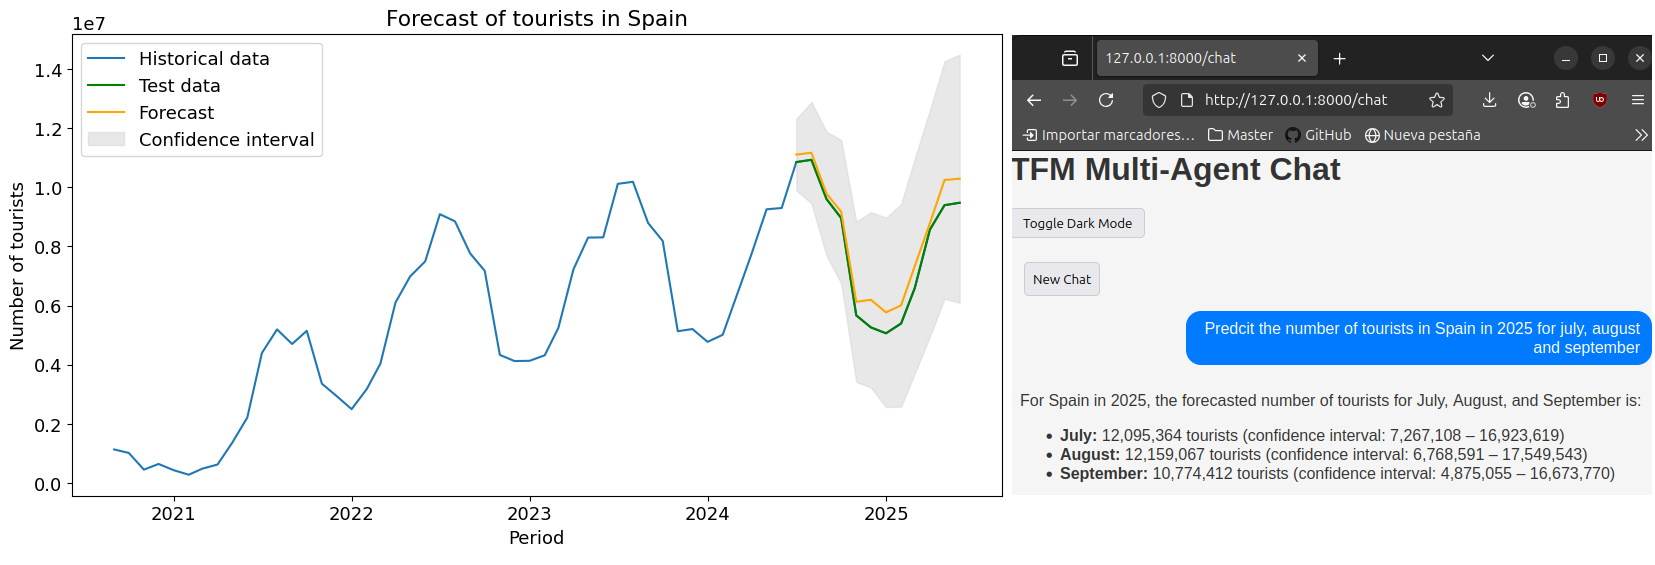 Forecast of tourists in Spain
1e7
Historical data
Test data
Forecast
Confidence interval
1.4
1.2
1.0
0.8
0.6
0.4
0.2
0.0
Number of tourists
2021
2022
2023
2024
2025
Period
127.0.0.1:8000/chat
http://127.0.0.1:8000/chat
Importar marcadores… Master GitHub Nueva pestaña
TFM Multi-Agent Chat
Toggle Dark Mode
New Chat
Predcit the number of tourists in Spain in 2025 for july, august
and september
For Spain in 2025, the forecasted number of tourists for July, August, and September is:
• July: 12,095,364 tourists (confidence interval: 7,267,108 – 16,923,619)
• August: 12,159,067 tourists (confidence interval: 6,768,591 – 17,549,543)
• September: 10,774,412 tourists (confidence interval: 4,875,055 – 16,673,770)